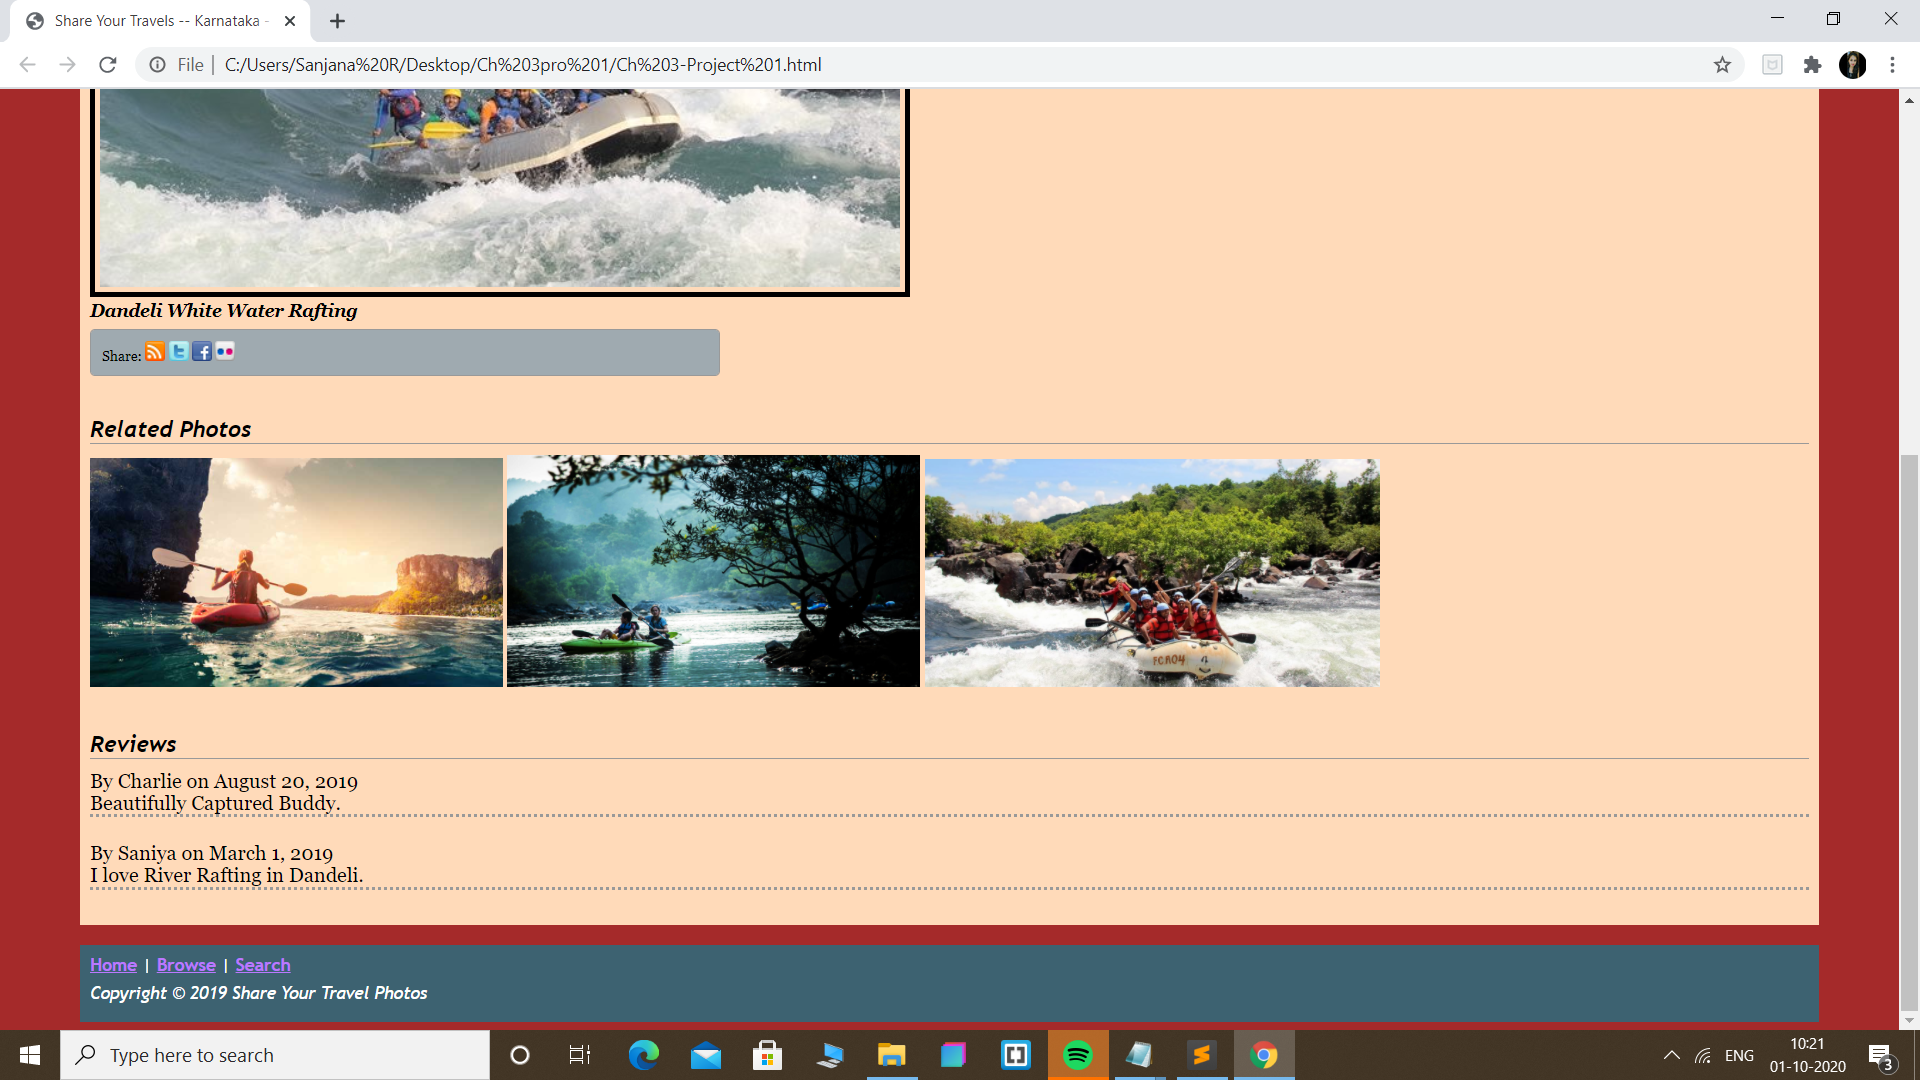 Share Your Travels -- Karnataka -
File | C:/Users/Sanjana%20R/Desktop/Ch%203pro%201/Ch%203-Project%201.html
Dandeli White Water Rafting
Share:
Related Photos
FCR04
Reviews
By Charlie on August 20, 2019
Beautifully Captured Buddy.
By Saniya on March 1, 2019
I love River Rafting in Dandeli.
Home | Browse | Search
Copyright © 2019 Share Your Travel Photos
Type here to search
ENG
10:21
01-10-2020
3